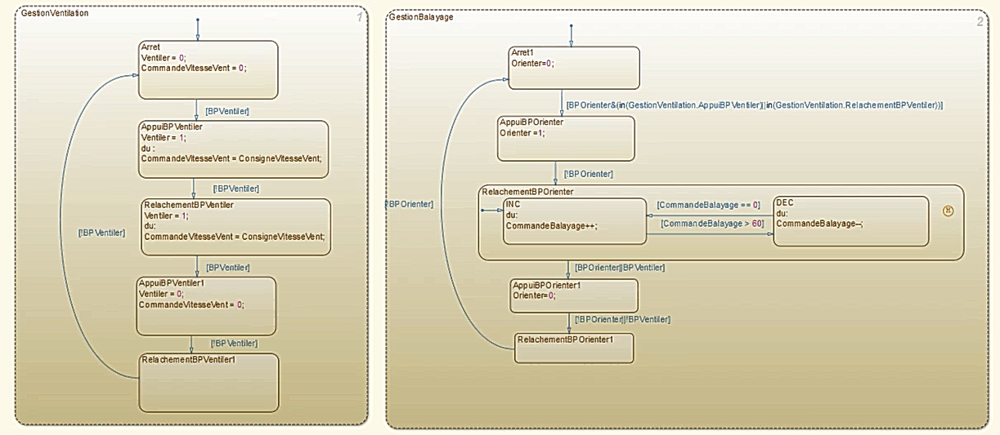 GestionVentilation
1
Arret
Ventiler = 0;
CommandeVitesseVent = 0;
[BPVentiler]
AppuiBPVentiler
Ventiler = 1;
du :
CommandeVitesseVent = ConsigneVitesseVent;
[!BPVentiler]
RelachementBPVentiler
Ventiler = 1;
du:
CommandeVitesseVent = ConsigneVitesseVent;
[!BPVentiler]
[BPVentiler]
AppuiBPVentiler1
Ventiler = 0;
CommandeVitesseVent = 0;
[!BPVentiler]
RelachementBPVentiler1
GestionBalayage
2
Arret1
Orienter=0;
[BPOrienter&(in(GestionVentilation.AppuiBPVentiler)||in(GestionVentilation.RelachementBPVentiler))]
AppuiBPOrienter
Orienter =1;
[!BPOrienter]
RelachementBPOrienter
[!BPOrienter]
INC
du:
CommandeBalayage++;
[CommandeBalayage == 0]
[CommandeBalayage > 60]
DEC
du:
CommandeBalayage--;
H
[BPOrienter||BPVentiler]
AppuiBPOrienter1
Orienter=0;
[!BPOrienter||!BPVentiler]
RelachementBPOrienter1